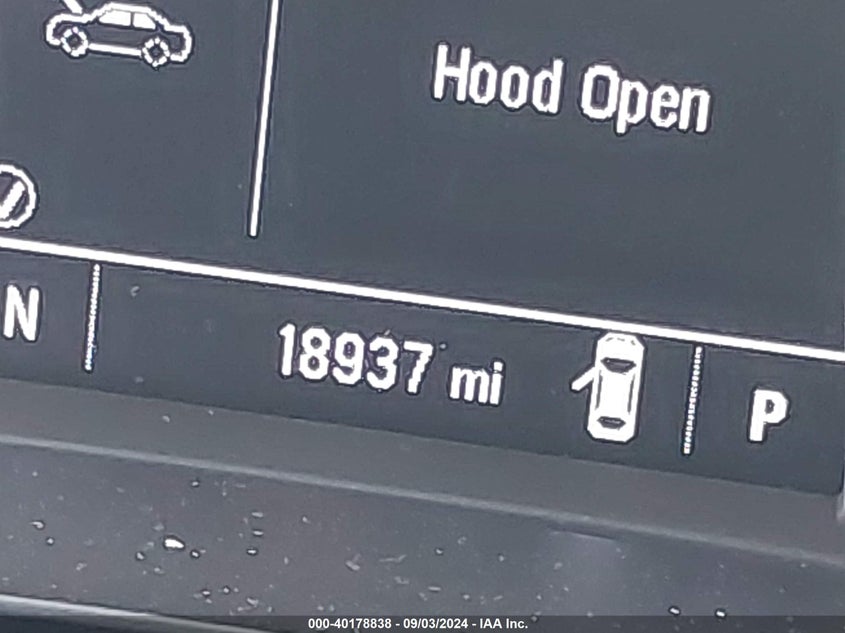 Hood Open
N
18937 mi
P
000-40178838 - 09/03/2024 - IAA Inc.